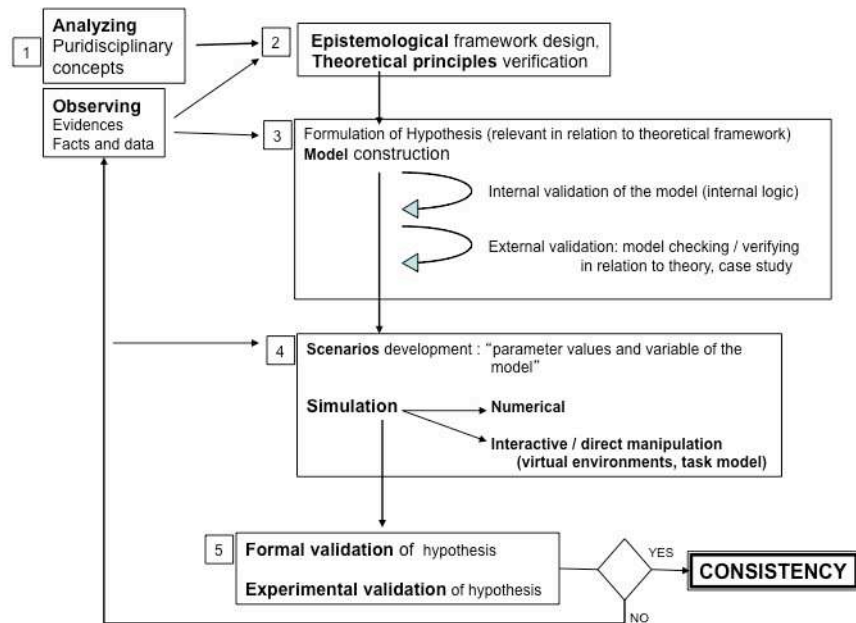 1
Analyzing
Puridisciplinary
concepts
Observing
Evidences
Facts and data
2
Epistemological framework design,
Theoretical principles verification
3
Formulation of Hypothesis (relevant in relation to theoretical framework)
Model construction
Internal validation of the model (internal logic)
External validation: model checking / verifying
in relation to theory, case study
4
Scenarios development : "parameter values and variable of the
model"
Simulation
Numerical
Interactive / direct manipulation
(virtual environments, task model)
5
Formal validation of hypothesis
Experimental validation of hypothesis
YES
CONSISTENCY
NO